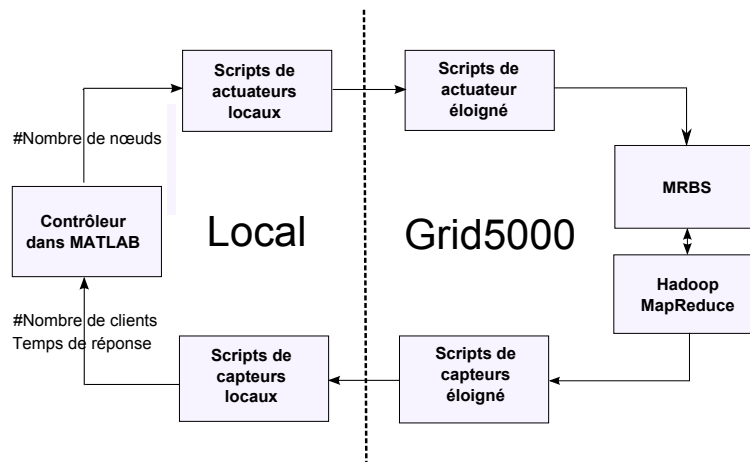 Scripts de
actuateurs
locaux
Scripts de
actuateur
éloigné
#Nombre de nœuds
MRBS
Contrôleur
dans MATLAB
Local
Grid5000
Hadoop
MapReduce
#Nombre de clients
Temps de réponse
Scripts de
capteurs
locaux
Scripts de
capteurs
éloigné